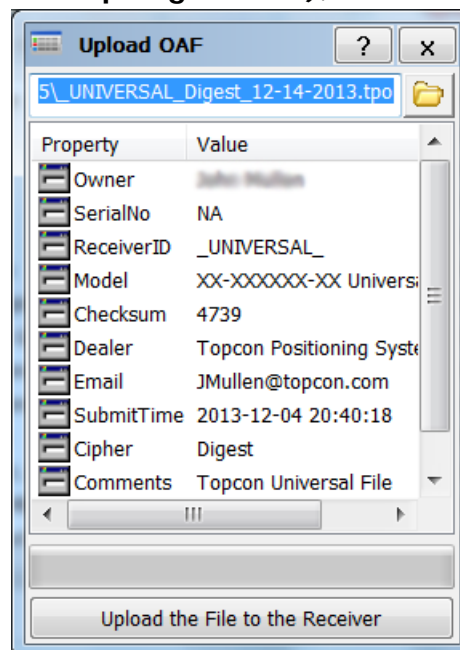 Upload OAF ? x
5\_UNIVERSAL_Digest_12-14-2013.tpo
Property Value
Owner
SerialNo NA
ReceiverID _UNIVERSAL_
Model XX-XXXXXX-XX Universa
Checksum 4739
Dealer Topcon Positioning Syste
Email JMullen@topcon.com
SubmitTime 2013-12-04 20:40:18
Cipher Digest
Comments Topcon Universal File
Upload the File to the Receiver